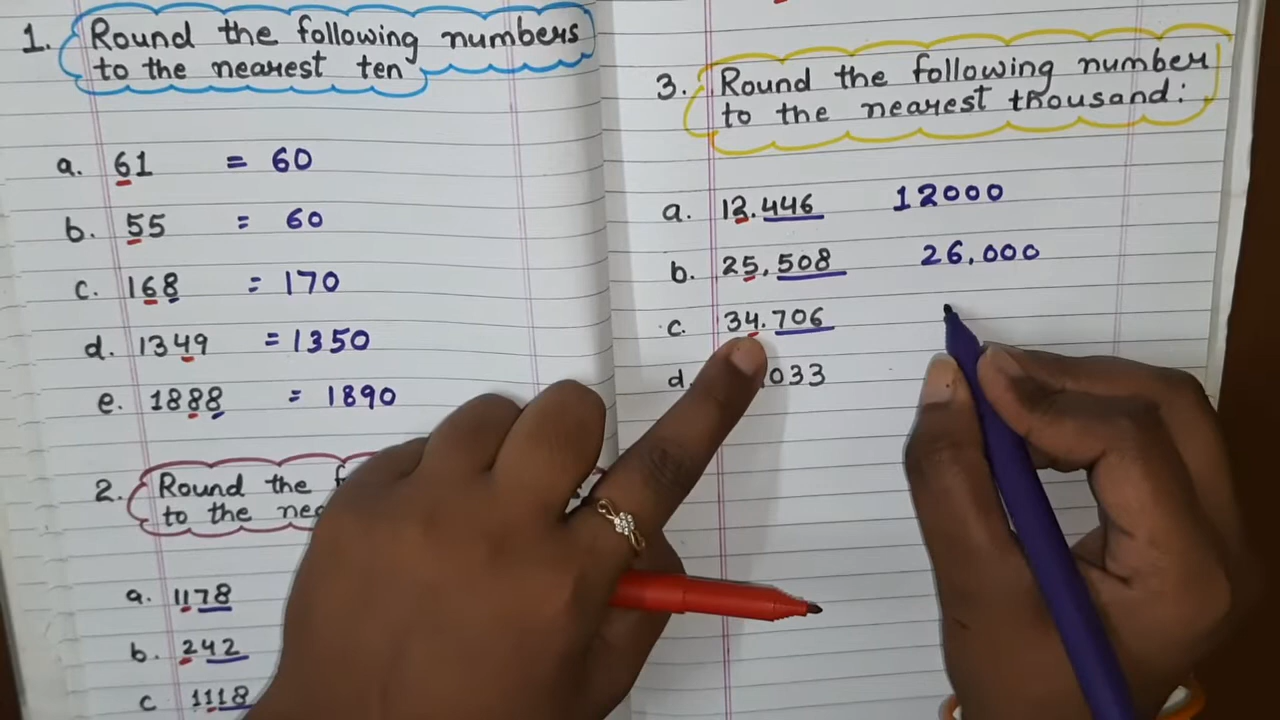 1. Round the following numbers
to the nearest ten
a. 61 = 60
b. 55 = 60
c. 168 = 170
d. 1349 = 1350
e. 1888 = 1890
2. Round the
to the
a. 1178
b. 242
c 1118
3. Round the following number
to the nearest thousand:
a. 12.446 12000
b. 25,508 26,000
c. 34.706
d. 033